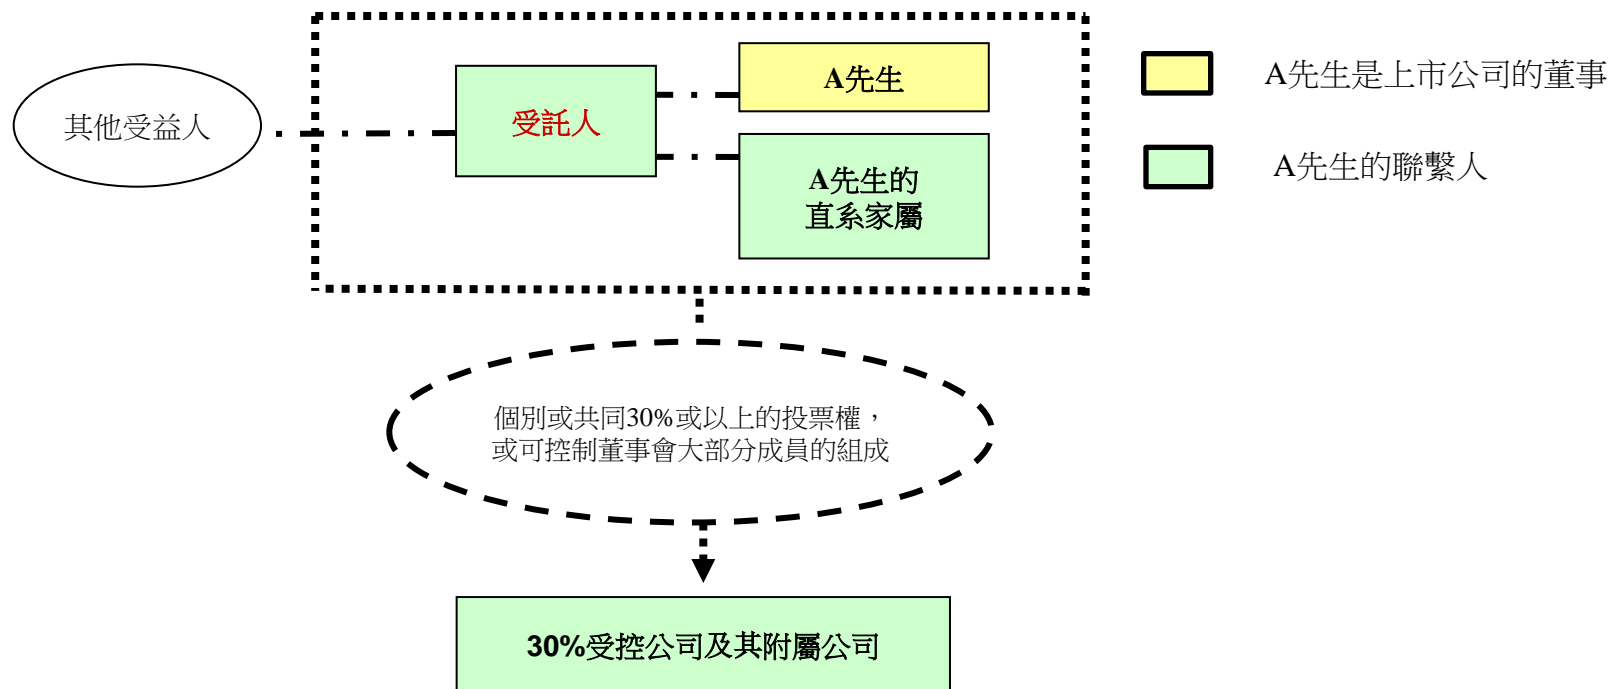 其他受益人
受託人
A先生
A先生的
直系家屬
A先生是上市公司的董事
A先生的聯繫人
個別或共同30%或以上的投票權，
或可控制董事會大部分成員的組成
30%受控公司及其附屬公司